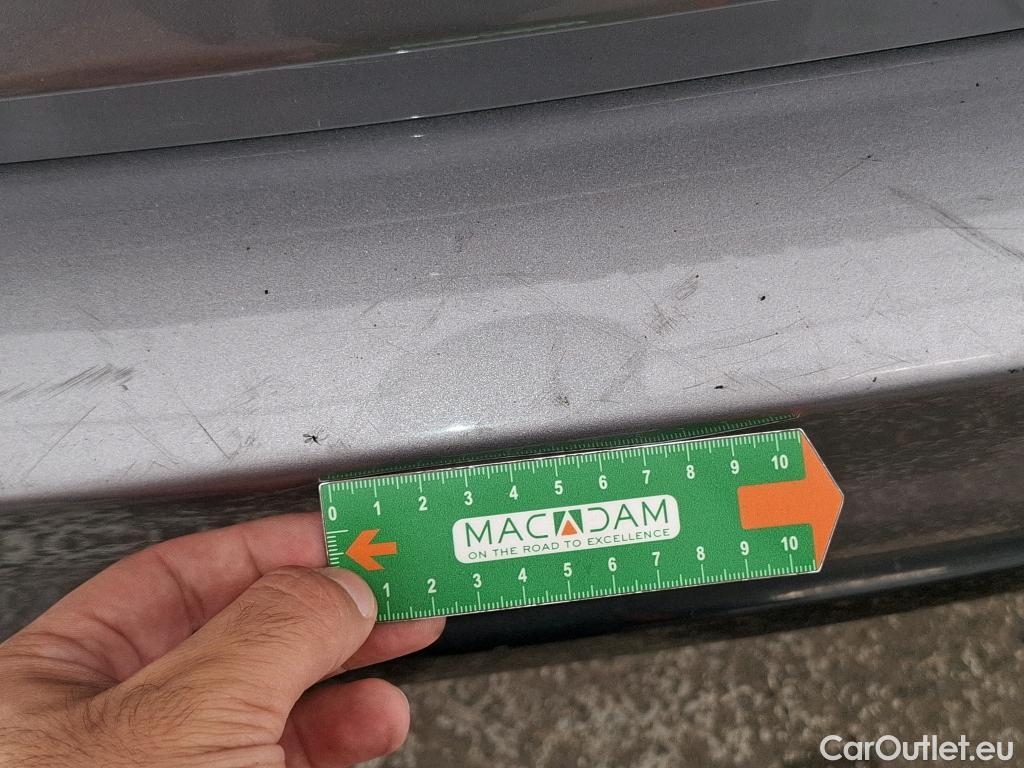 0 1 2 3 4 5 6 7 8 9 10
MACADAM
ON THE ROAD TO EXCELLENCE
1 2 3 4 5 6 7 8 9 10
CarOutlet.eu